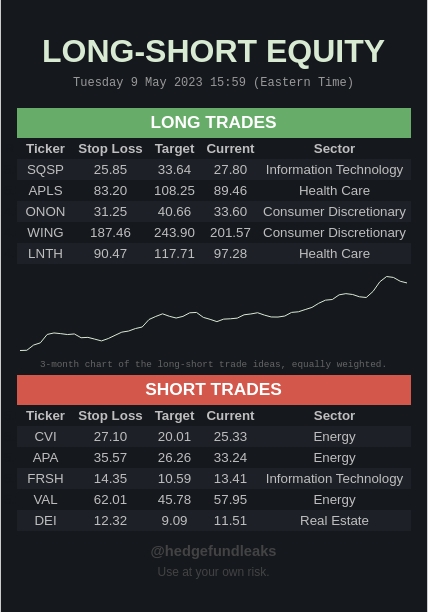 LONG-SHORT EQUITY
Tuesday 9 May 2023 15:59 (Eastern Time)
LONG TRADES
Ticker Stop Loss Target Current Sector
SQSP 25.85 33.64 27.80 Information Technology
APLS 83.20 108.25 89.46 Health Care
ONON 31.25 40.66 33.60 Consumer Discretionary
WING 187.46 243.90 201.57 Consumer Discretionary
LNTH 90.47 117.71 97.28 Health Care
3-month chart of the long-short trade ideas, equally weighted.
SHORT TRADES
Ticker Stop Loss Target Current Sector
CVI 27.10 20.01 25.33 Energy
APA 35.57 26.26 33.24 Energy
FRSH 14.35 10.59 13.41 Information Technology
VAL 62.01 45.78 57.95 Energy
DEI 12.32 9.09 11.51 Real Estate
@hedgefundleaks
Use at your own risk.